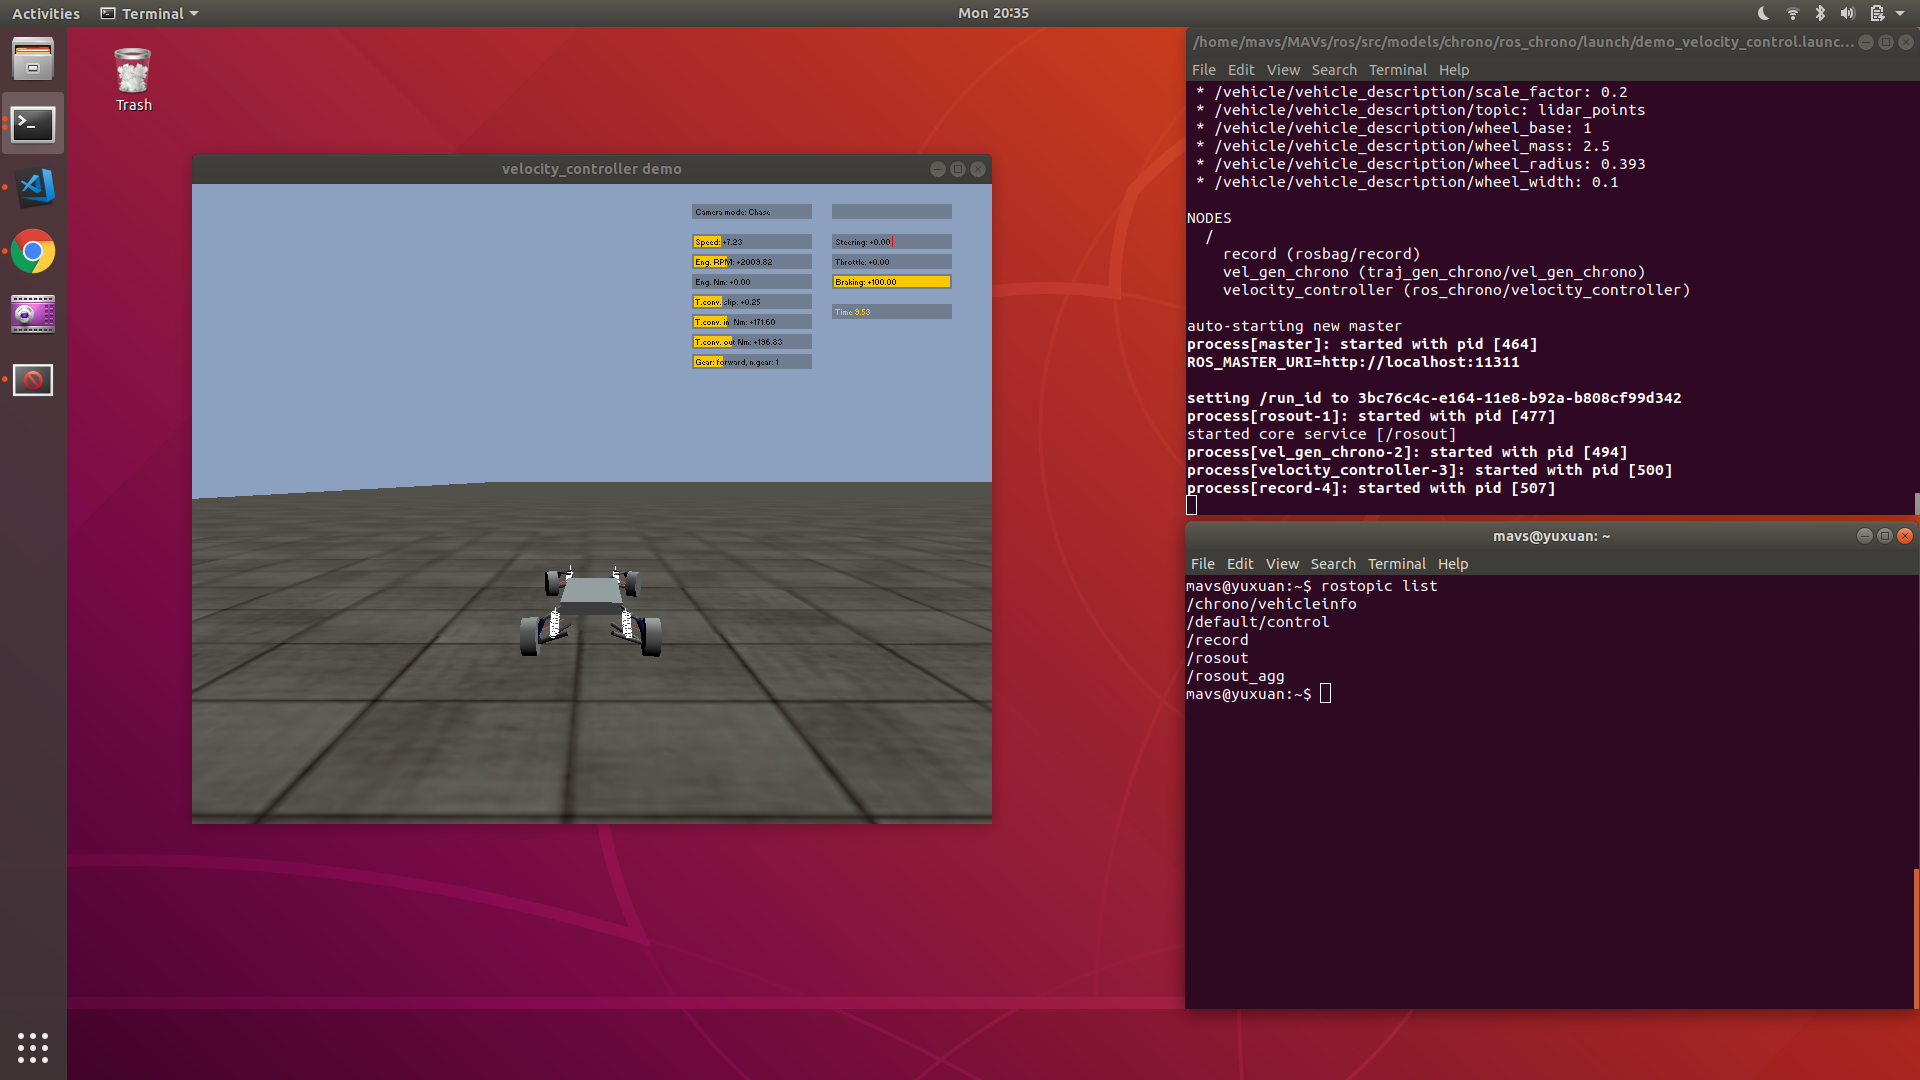 Activities
Terminal
Mon 20:35
Trash
velocity_controller demo
Camera mode: Chase
Speed: +7.23
Eng. RPM: +2009.82
Eng. Nm: +0.00
T.conv. slip: +0.25
T.conv. in Nm: +171.60
T.conv. out Nm: +196.83
Gear: forward, n.gear: 1
Steering: +0.00
Throttle: +0.00
Braking: +100.00
Time 9.53
/home/mavs/MAVs/ros/src/models/chrono/ros_chrono/launch/demo_velocity_control.launc...
File Edit View Search Terminal Help
* /vehicle/vehicle_description/scale_factor: 0.2
* /vehicle/vehicle_description/topic: lidar_points
* /vehicle/vehicle_description/wheel_base: 1
* /vehicle/vehicle_description/wheel_mass: 2.5
* /vehicle/vehicle_description/wheel_radius: 0.393
* /vehicle/vehicle_description/wheel_width: 0.1
NODES
/
record (rosbag/record)
vel_gen_chrono (traj_gen_chrono/vel_gen_chrono)
velocity_controller (ros_chrono/velocity_controller)
auto-starting new master
process[master]: started with pid [464]
ROS_MASTER_URI=http://localhost:11311
setting /run_id to 3bc76c4c-e164-11e8-b92a-b808cf99d342
process[rosout-1]: started with pid [477]
started core service [/rosout]
process[vel_gen_chrono-2]: started with pid [494]
process[velocity_controller-3]: started with pid [500]
process[record-4]: started with pid [507]
mavs@yuxuan: ~
File Edit View Search Terminal Help
mavs@yuxuan:~$ rostopic list
/chrono/vehicleinfo
/default/control
/record
/rosout
/rosout_agg
mavs@yuxuan:~$